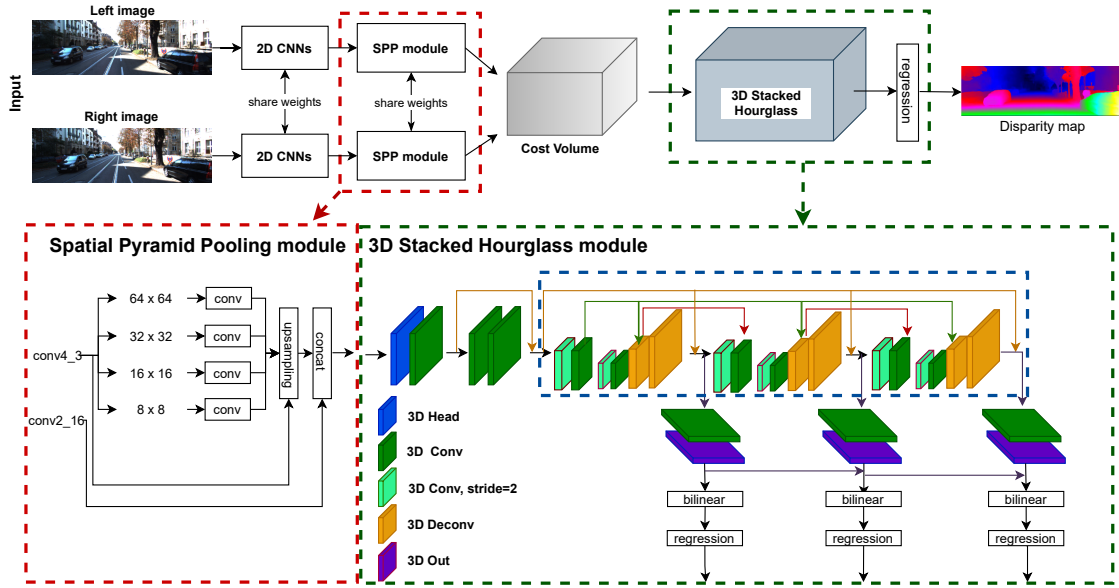 Left image
Input
2D CNNs
SPP module
share weights
share weights
Right image
2D CNNs
SPP module
Cost Volume
3D Stacked
Hourglass
regression
Disparity map
Spatial Pyramid Pooling module
64 x 64
conv
32 x 32
conv
16 x 16
conv
8 x 8
conv
conv4_3
conv2_16
upsampling
concat
3D Stacked Hourglass module
3D Head
3D Conv
3D Conv, stride=2
3D Deconv
3D Out
bilinear
bilinear
bilinear
regression
regression
regression